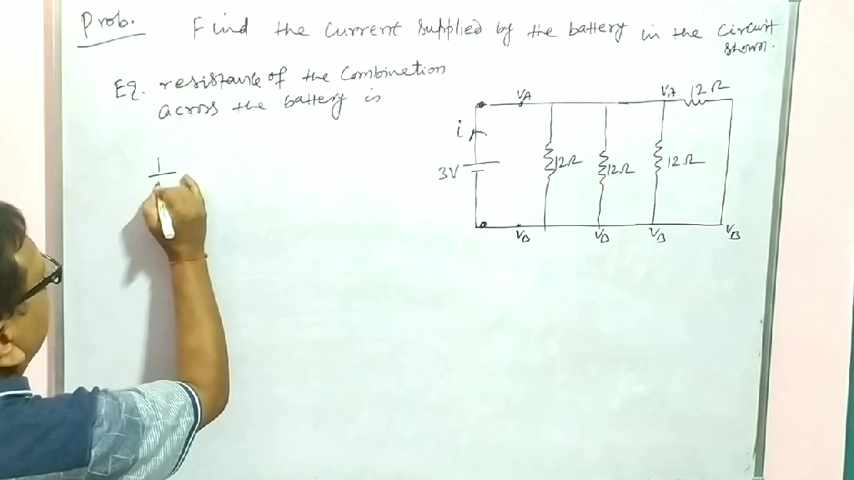 Prob. Find the current supplied by the battery in the circuit
shown.
Eq. resistance of the combination
across the battery is
1
VA
VA
12Ω
i
3V
12Ω
12Ω
12Ω
VB
VB
VB
VB